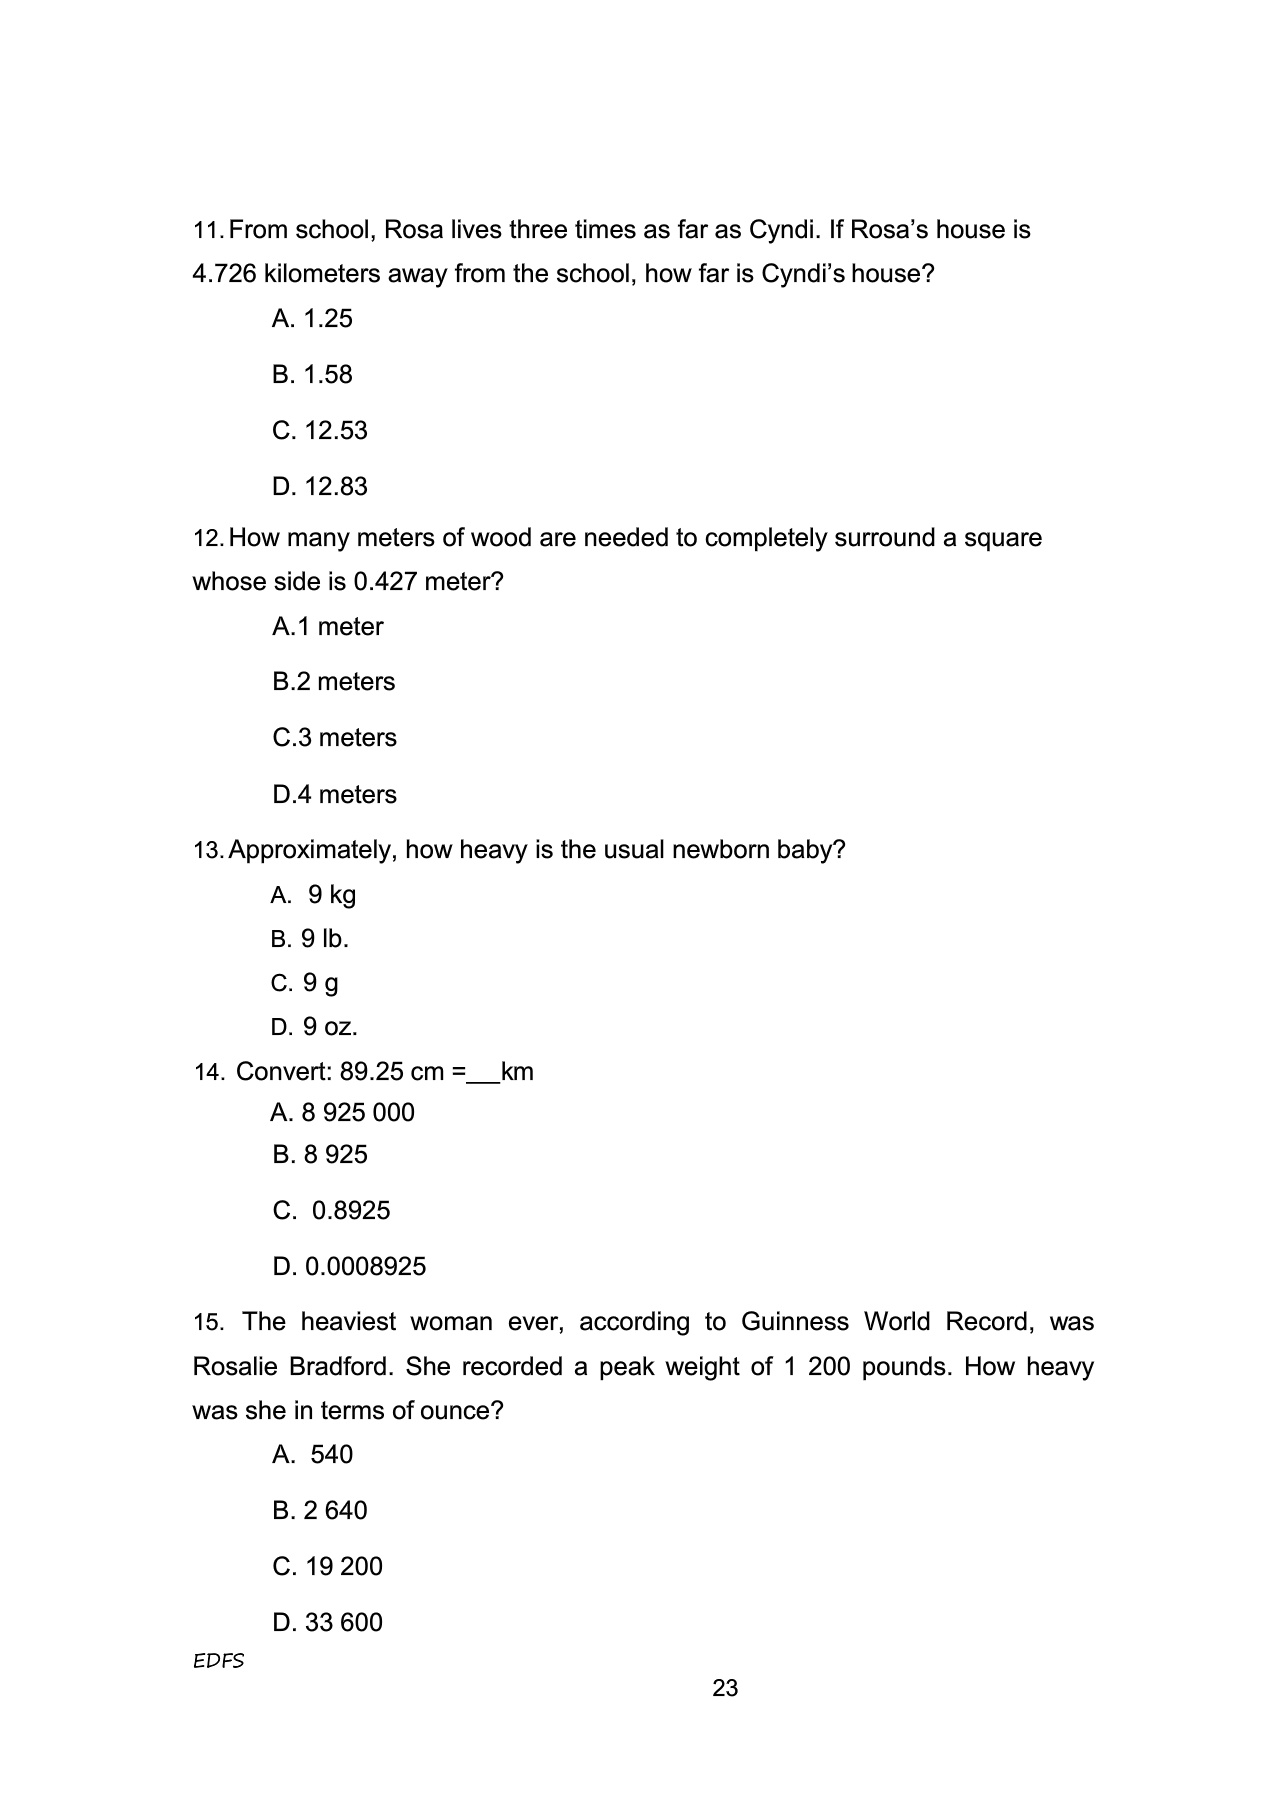 11. From school, Rosa lives three times as far as Cyndi. If Rosa’s house is
4.726 kilometers away from the school, how far is Cyndi’s house?
A. 1.25
B. 1.58
C. 12.53
D. 12.83
12. How many meters of wood are needed to completely surround a square
whose side is 0.427 meter?
A.1 meter
B.2 meters
C.3 meters
D.4 meters
13. Approximately, how heavy is the usual newborn baby?
A. 9 kg
B. 9 lb.
C. 9 g
D. 9 oz.
14. Convert: 89.25 cm =___km
A. 8 925 000
B. 8 925
C. 0.8925
D. 0.0008925
15. The heaviest woman ever, according to Guinness World Record, was
Rosalie Bradford. She recorded a peak weight of 1 200 pounds. How heavy
was she in terms of ounce?
A. 540
B. 2 640
C. 19 200
D. 33 600
EDFS
23